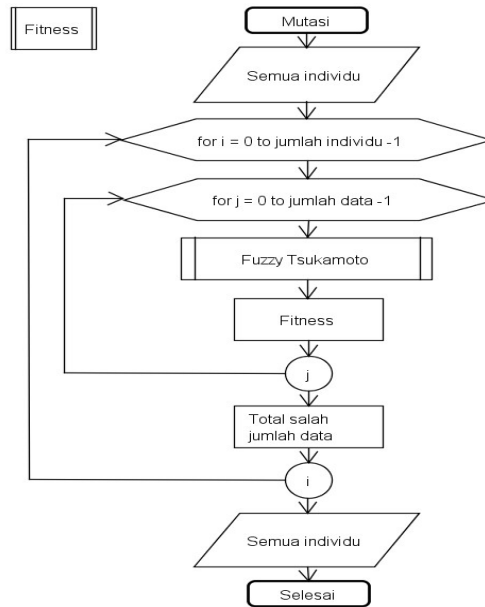 Fitness
Mutasi
Semua individu
for i = 0 to jumlah individu -1
for j = 0 to jumlah data -1
Fuzzy Tsukamoto
Fitness
j
Total salah
jumlah data
i
Semua individu
Selesai